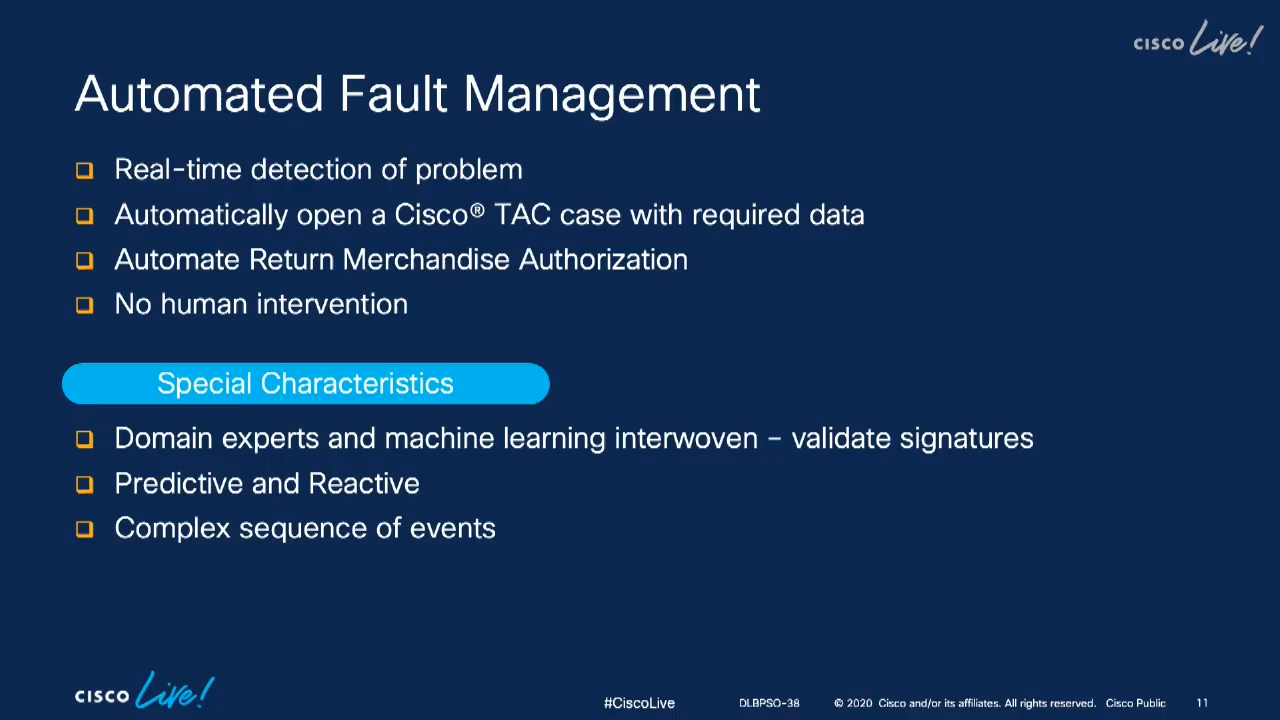 CISCO Live!
Automated Fault Management
Real-time detection of problem
Automatically open a Cisco® TAC case with required data
Automate Return Merchandise Authorization
No human intervention
Special Characteristics
Domain experts and machine learning interwoven – validate signatures
Predictive and Reactive
Complex sequence of events
CISCO Live!
#CiscoLive DLBPSO-38 © 2020 Cisco and/or its affiliates. All rights reserved. Cisco Public 11